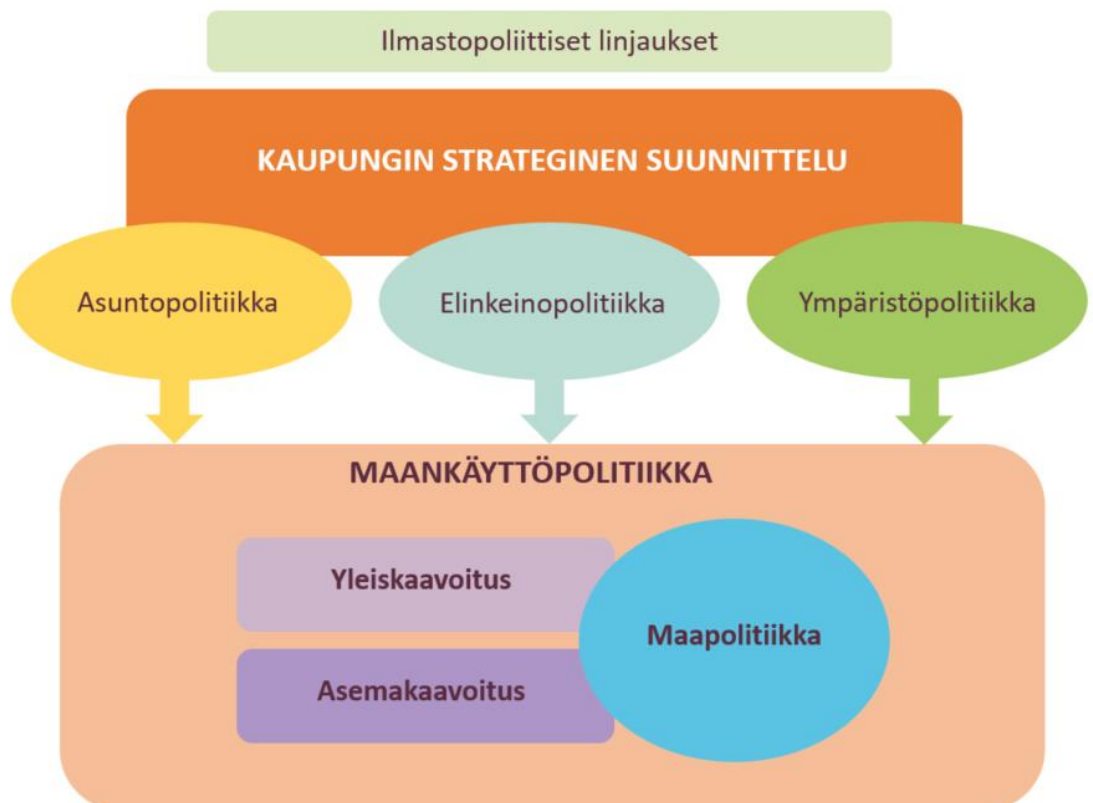 Ilmastopoliittiset linjaukset
KAUPUNGIN STRATEGINEN SUUNNITTELU
Asuntopolitiikka
Elinkeinopolitiikka
Ympäristöpolitiikka
MAANKÄYTTÖPOLITIIKKA
Yleiskaavoitus
Maapolitiikka
Asemakaavoitus